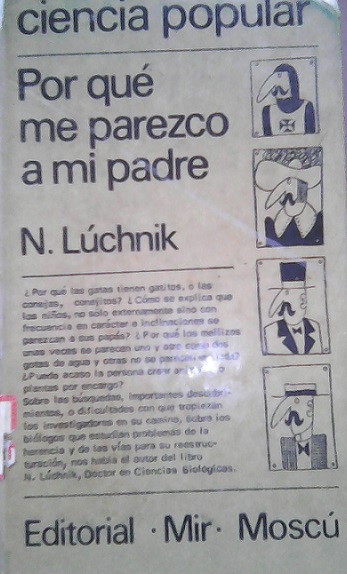 ciencia popular
Por qué
me parezco
a mi padre
N. Lúchnik
¿Por qué las gatas tienen gatitos, o las
conejas, conejitos? ¿Cómo se explica que
los niños, no solo externamente sino con
frecuencia en carácter o inclinaciones se
parezcan a sus papás? ¿Por qué los mellizos
unas veces se parecen uno a otro como dos
gotas de agua y otras no se parecen en nada?
¿Puede acaso la persona crear animales o
plantas por encargo?
Sobre las búsquedas, importantes descubri-
mientos, o dificultades con que tropiezan
los investigadores en su camino, sobre los
biólogos que estudian problemas de la
herencia y de las vías para su reestruc-
turación, nos habla el autor del libro
N. Lúchnik, Doctor en Ciencias Biológicas.
Editorial · Mir · Moscú